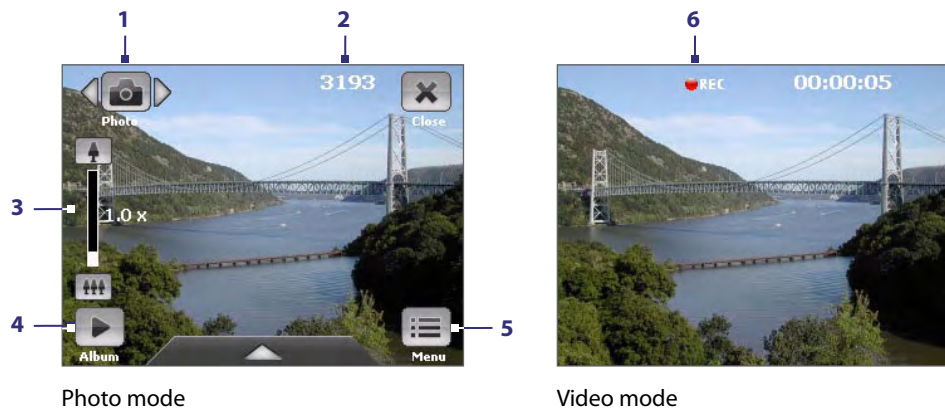 1
2
6
3193
REC
00:00:05
Photo
Close
3
1.0 x
4
5
Album
Menu
Photo mode
Video mode